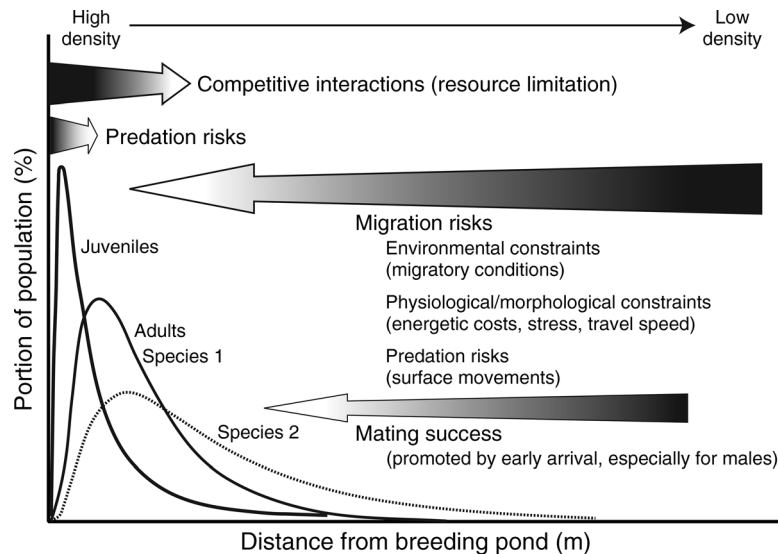 High
density
Low
density
Competitive interactions (resource limitation)
Predation risks
Migration risks
Environmental constraints
(migratory conditions)
Physiological/morphological constraints
(energetic costs, stress, travel speed)
Predation risks
(surface movements)
Mating success
(promoted by early arrival, especially for males)
Juveniles
Adults
Species 1
Species 2
Portion of population (%)
Distance from breeding pond (m)